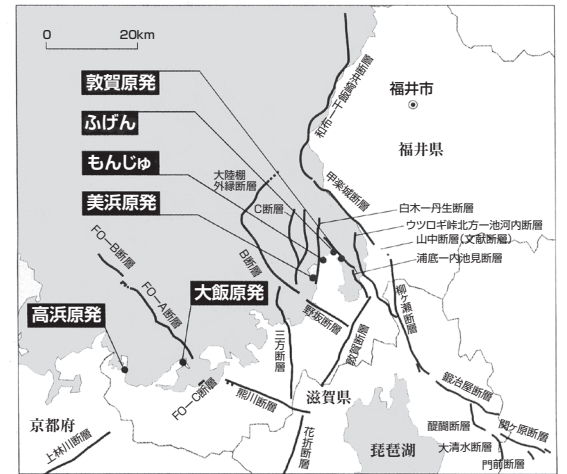 0
20km
敦賀原発
ふげん
もんじゅ
美浜原発
大飯原発
高浜原発
福井市
福井県
和布―干飯崎沖断層
甲楽城断層
大陸棚
外縁断層
C断層
B断層
白木―丹生断層
ウツロギ峠北方―池河内断層
山中断層(文献断層)
浦底―内池見断層
柳ケ瀬断層
FO―B断層
FO―A断層
FO―C断層
野坂断層
三方断層
敦賀断層
熊川断層
花折断層
滋賀県
琵琶湖
鍛冶屋断層
関ケ原断層
醍醐断層
大清水断層
門前断層
京都府
上林川断層